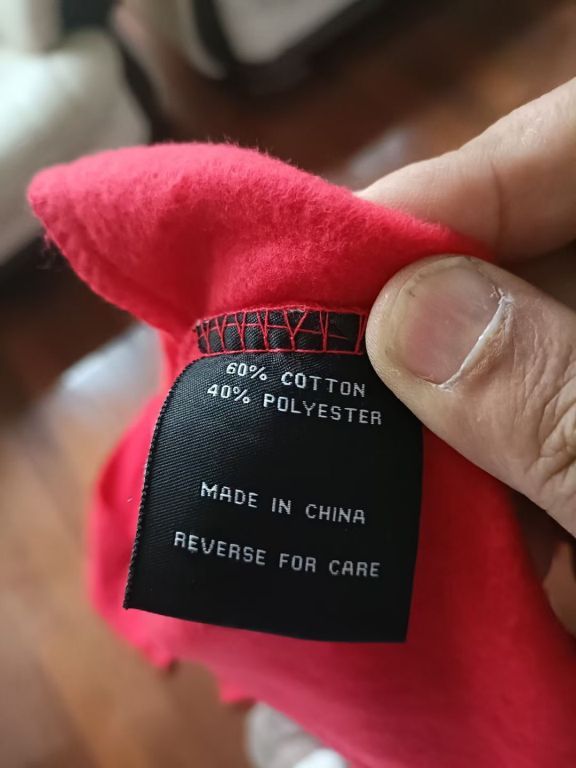 60% COTTON
40% POLYESTER
MADE IN CHINA
REVERSE FOR CARE